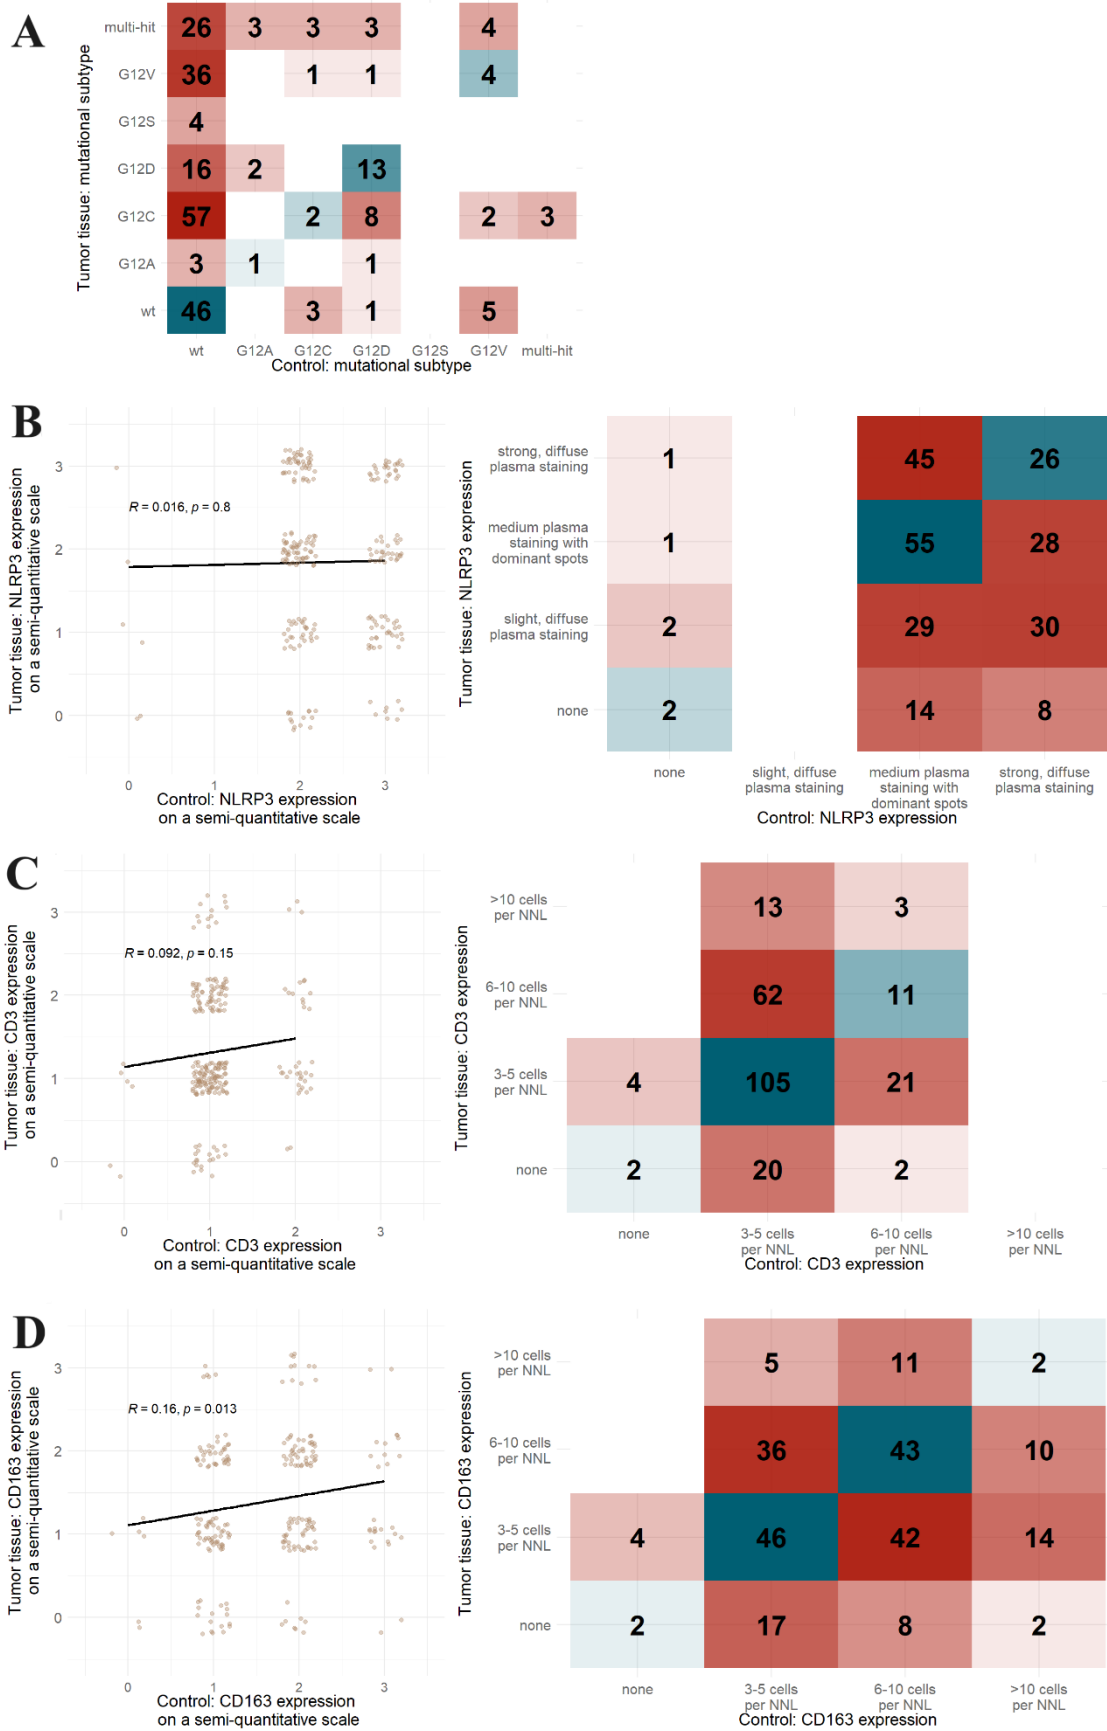 A
Tumor tissue: mutational subtype
multi-hit 26 3 3 3 4
G12V 36 1 1 4
G12S 4
G12D 16 2 13
G12C 57 2 8 2 3
G12A 3 1 1
wt 46 3 1 5
wt G12A G12C G12D G12S G12V multi-hit
Control: mutational subtype
B
Tumor tissue: NLRP3 expression
on a semi-quantitative scale
3
2
1
0
R = 0.016, p = 0.8
0 1 2 3
Control: NLRP3 expression
on a semi-quantitative scale
Tumor tissue: NLRP3 expression
strong, diffuse
plasma staining
1 45 26
medium plasma
staining with
dominant spots
1 55 28
slight, diffuse
plasma staining
2 29 30
none
2 14 8
none
slight, diffuse
plasma staining
medium plasma
staining with
dominant spots
strong, diffuse
plasma staining
Control: NLRP3 expression
C
Tumor tissue: CD3 expression
on a semi-quantitative scale
3
2
1
0
R = 0.092, p = 0.15
0 1 2 3
Control: CD3 expression
on a semi-quantitative scale
Tumor tissue: CD3 expression
>10 cells
per NNL
13 3
6-10 cells
per NNL
62 11
3-5 cells
per NNL
4 105 21
none
2 20 2
none
3-5 cells
per NNL
6-10 cells
per NNL
>10 cells
per NNL
Control: CD3 expression
D
Tumor tissue: CD163 expression
on a semi-quantitative scale
3
2
1
0
R = 0.16, p = 0.013
0 1 2 3
Control: CD163 expression
on a semi-quantitative scale
Tumor tissue: CD163 expression
>10 cells
per NNL
5 11 2
6-10 cells
per NNL
36 43 10
3-5 cells
per NNL
4 46 42 14
none
2 17 8 2
none
3-5 cells
per NNL
6-10 cells
per NNL
>10 cells
per NNL
Control: CD163 expression